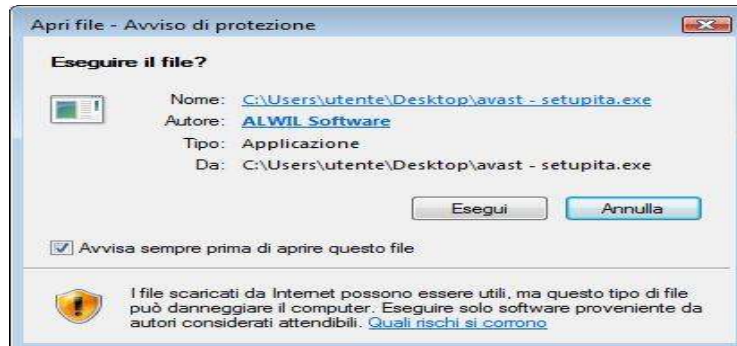 Apri file - Avviso di protezione
Eseguire il file?
Nome: C:\Users\utente\Desktop\avast - setupita.exe
Autore: ALWIL Software
Tipo: Applicazione
Da: C:\Users\utente\Desktop\avast - setupita.exe
Esegui Annulla
Avvisa sempre prima di aprire questo file
I file scaricati da Internet possono essere utili, ma questo tipo di file
può danneggiare il computer. Eseguire solo software proveniente da
autori considerati attendibili. Quali rischi si corrono